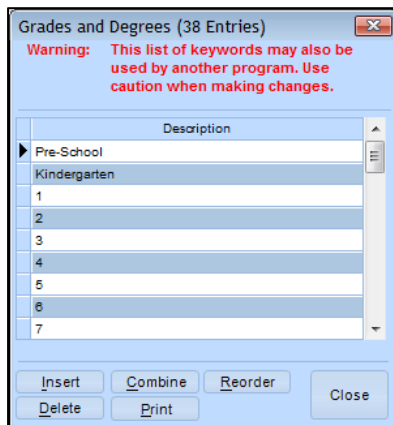 Grades and Degrees (38 Entries)
Warning: This list of keywords may also be
used by another program. Use
caution when making changes.
Description
Pre-School
Kindergarten
1
2
3
4
5
6
7
Insert Combine Reorder
Close
Delete Print